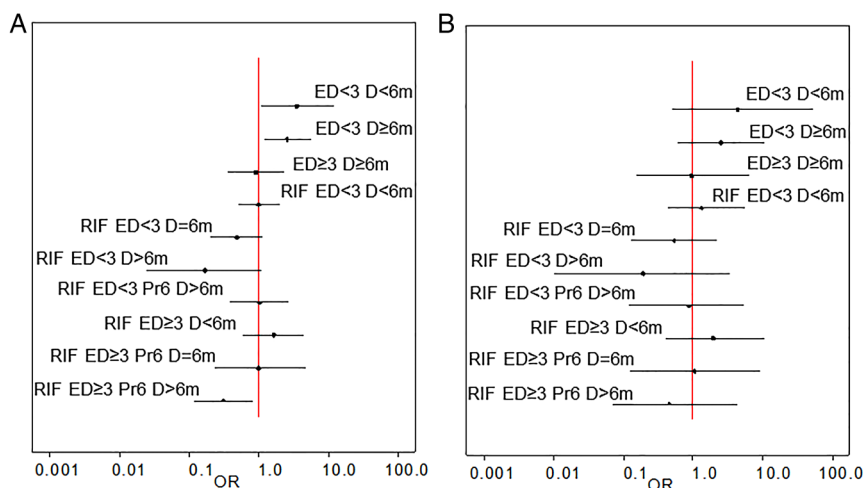 A
ED<3 D<6m
ED<3 D≥6m
ED≥3 D≥6m
RIF ED<3 D<6m
RIF ED<3 D=6m
RIF ED<3 D>6m
RIF ED<3 Pr6 D>6m
RIF ED≥3 D<6m
RIF ED≥3 Pr6 D=6m
RIF ED≥3 Pr6 D>6m
0.001 0.01 0.1 1.0 10.0 100.0
OR
B
ED<3 D<6m
ED<3 D≥6m
ED≥3 D≥6m
RIF ED<3 D<6m
RIF ED<3 D=6m
RIF ED<3 D>6m
RIF ED<3 Pr6 D>6m
RIF ED≥3 D<6m
RIF ED≥3 Pr6 D=6m
RIF ED≥3 Pr6 D>6m
0.001 0.01 0.1 1.0 10.0 100.0
OR